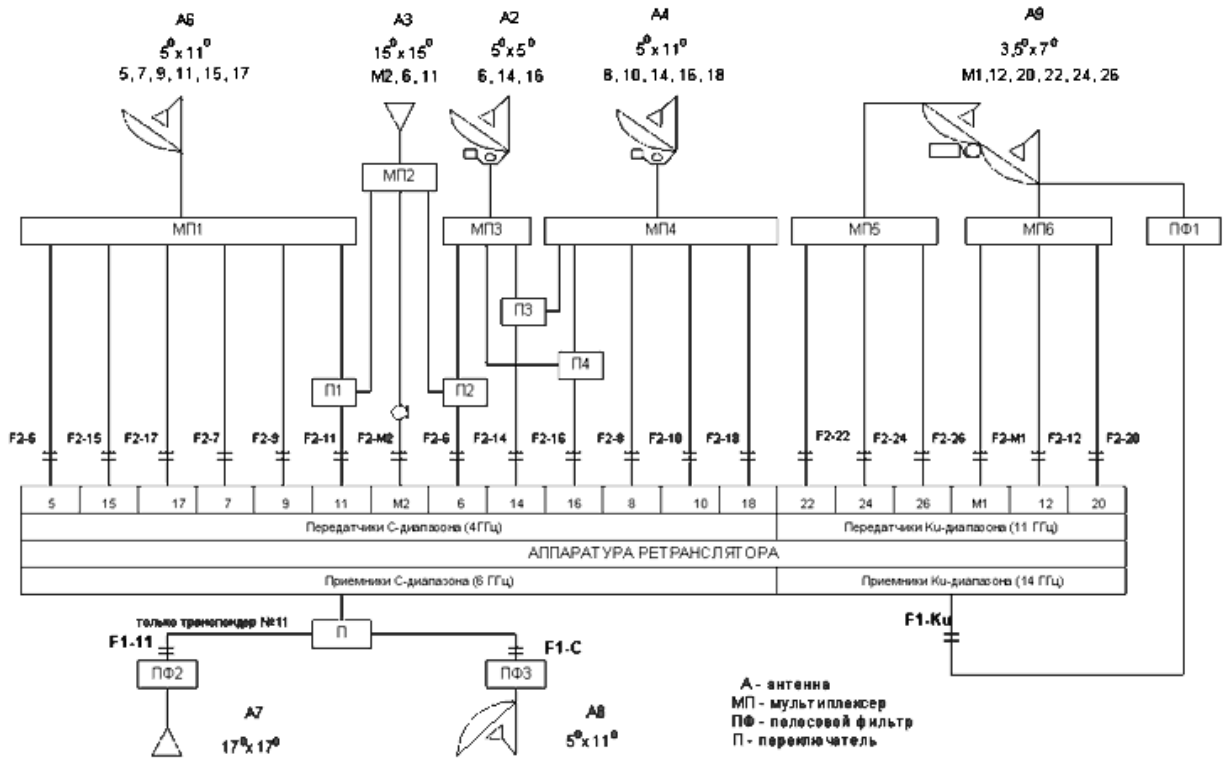 А6 А3 А2 А4 А9
5⁰x11⁰ 15⁰x15⁰ 5⁰x5⁰ 5⁰x11⁰ 3,5⁰x7⁰
5, 7, 9, 11, 15, 17 М2, 6, 11 6, 14, 16 8, 10, 14, 16, 18 М1,12, 20, 22, 24, 26
МП2
МП1 МП3 МП4 МП5 МП6 ПФ1
П3
П4
П1 П2
F2-5 F2-15 F2-17 F2-7 F2-9 F2-11 F2-М2 F2-6 F2-14 F2-16 F2-8 F2-10 F2-18 F2-22 F2-24 F2-26 F2-М1 F2-12 F2-20
5 15 17 7 9 11 М2 6 14 16 8 10 18 22 24 26 М1 12 20
Передатчики С-диапазона (4ГГц) Передатчики Ku-диапазона (11 ГГц)
АППАРАТУРА РЕТРАНСЛЯТОРА
Приемники С-диапазона (6 ГГц) Приемники Ku-диапазона (14 ГГц)
только транспондер №11 П F1-Ku
F1-11 F1-C
ПФ2 ПФ3
А7 А8
17⁰x17⁰ 5⁰x11⁰
А - антенна
МП - мультиплексер
ПФ - полосовой фильтр
П - переключатель